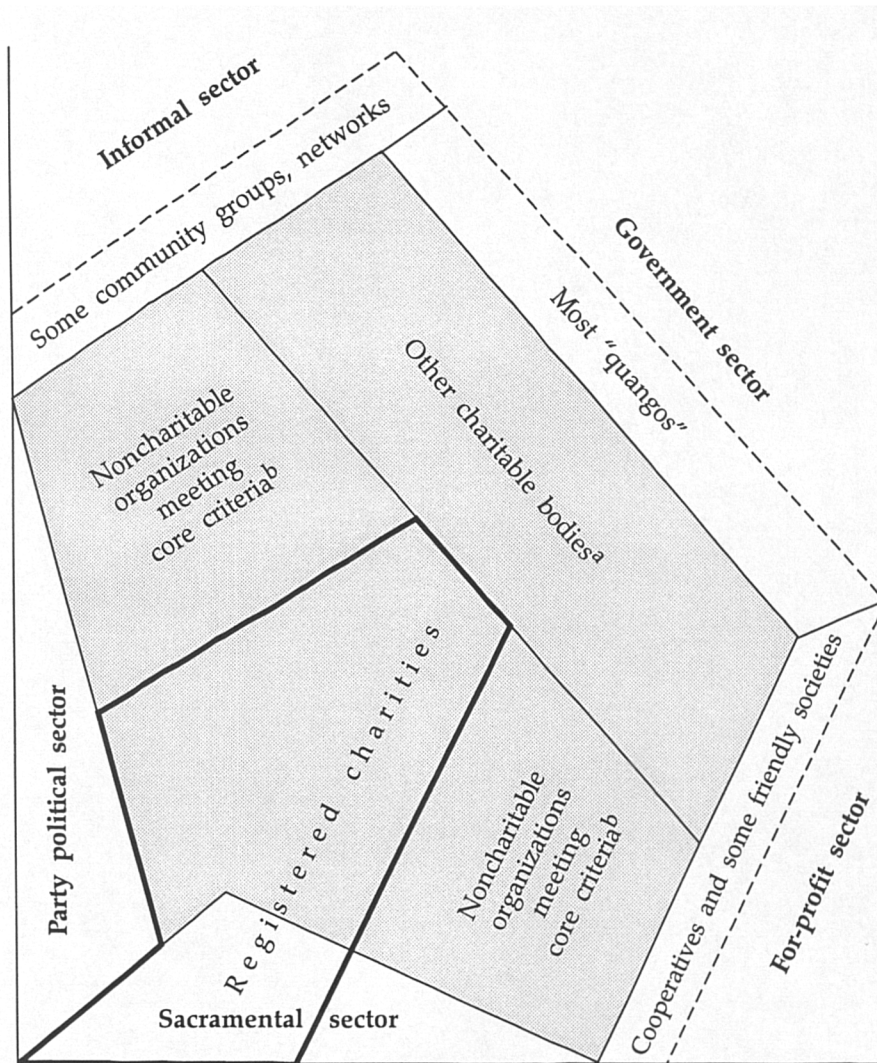 Informal sector
Some community groups, networks
Government sector
Most "quangos"
Other charitable bodiesa
Noncharitable
organizations
meeting
core criteriab
Registered charities
Party political sector
Noncharitable
organizations
meeting
core criteriab
Cooperatives and some friendly societies
For-profit sector
Sacramental sector